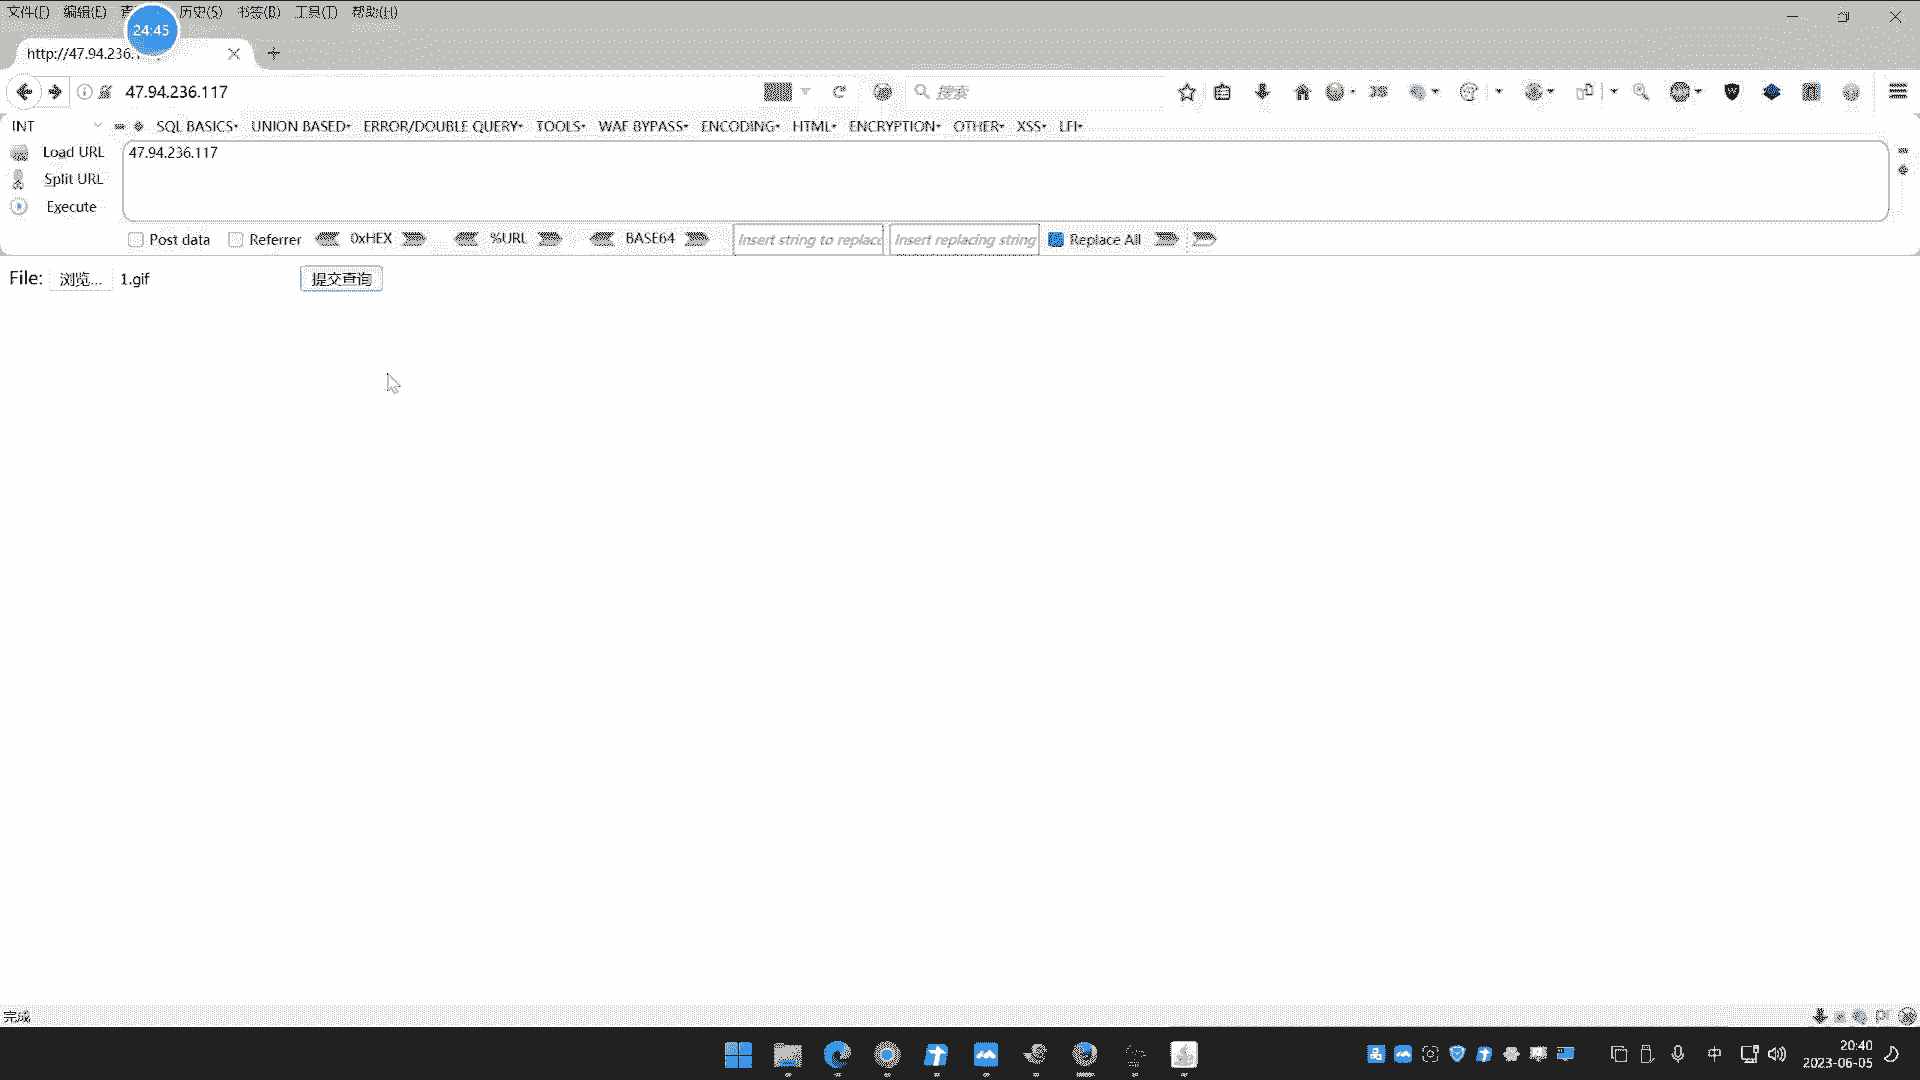 文件(F) 编辑(E) 历史(S) 书签(B) 工具(T) 帮助(H)
24:45
http://47.94.236.
47.94.236.117
搜索
INT
SQL BASICS UNION BASED ERROR/DOUBLE QUERY TOOLS WAF BYPASS ENCODING HTML ENCRYPTION OTHER XSS LFI
Load URL
47.94.236.117
Split URL
Execute
Post data Referrer 0xHEX %URL BASE64 Insert string to replace Insert replacing string Replace All
File: 浏览... 1.gif 提交查询
完成
中
20:40
2023-06-05